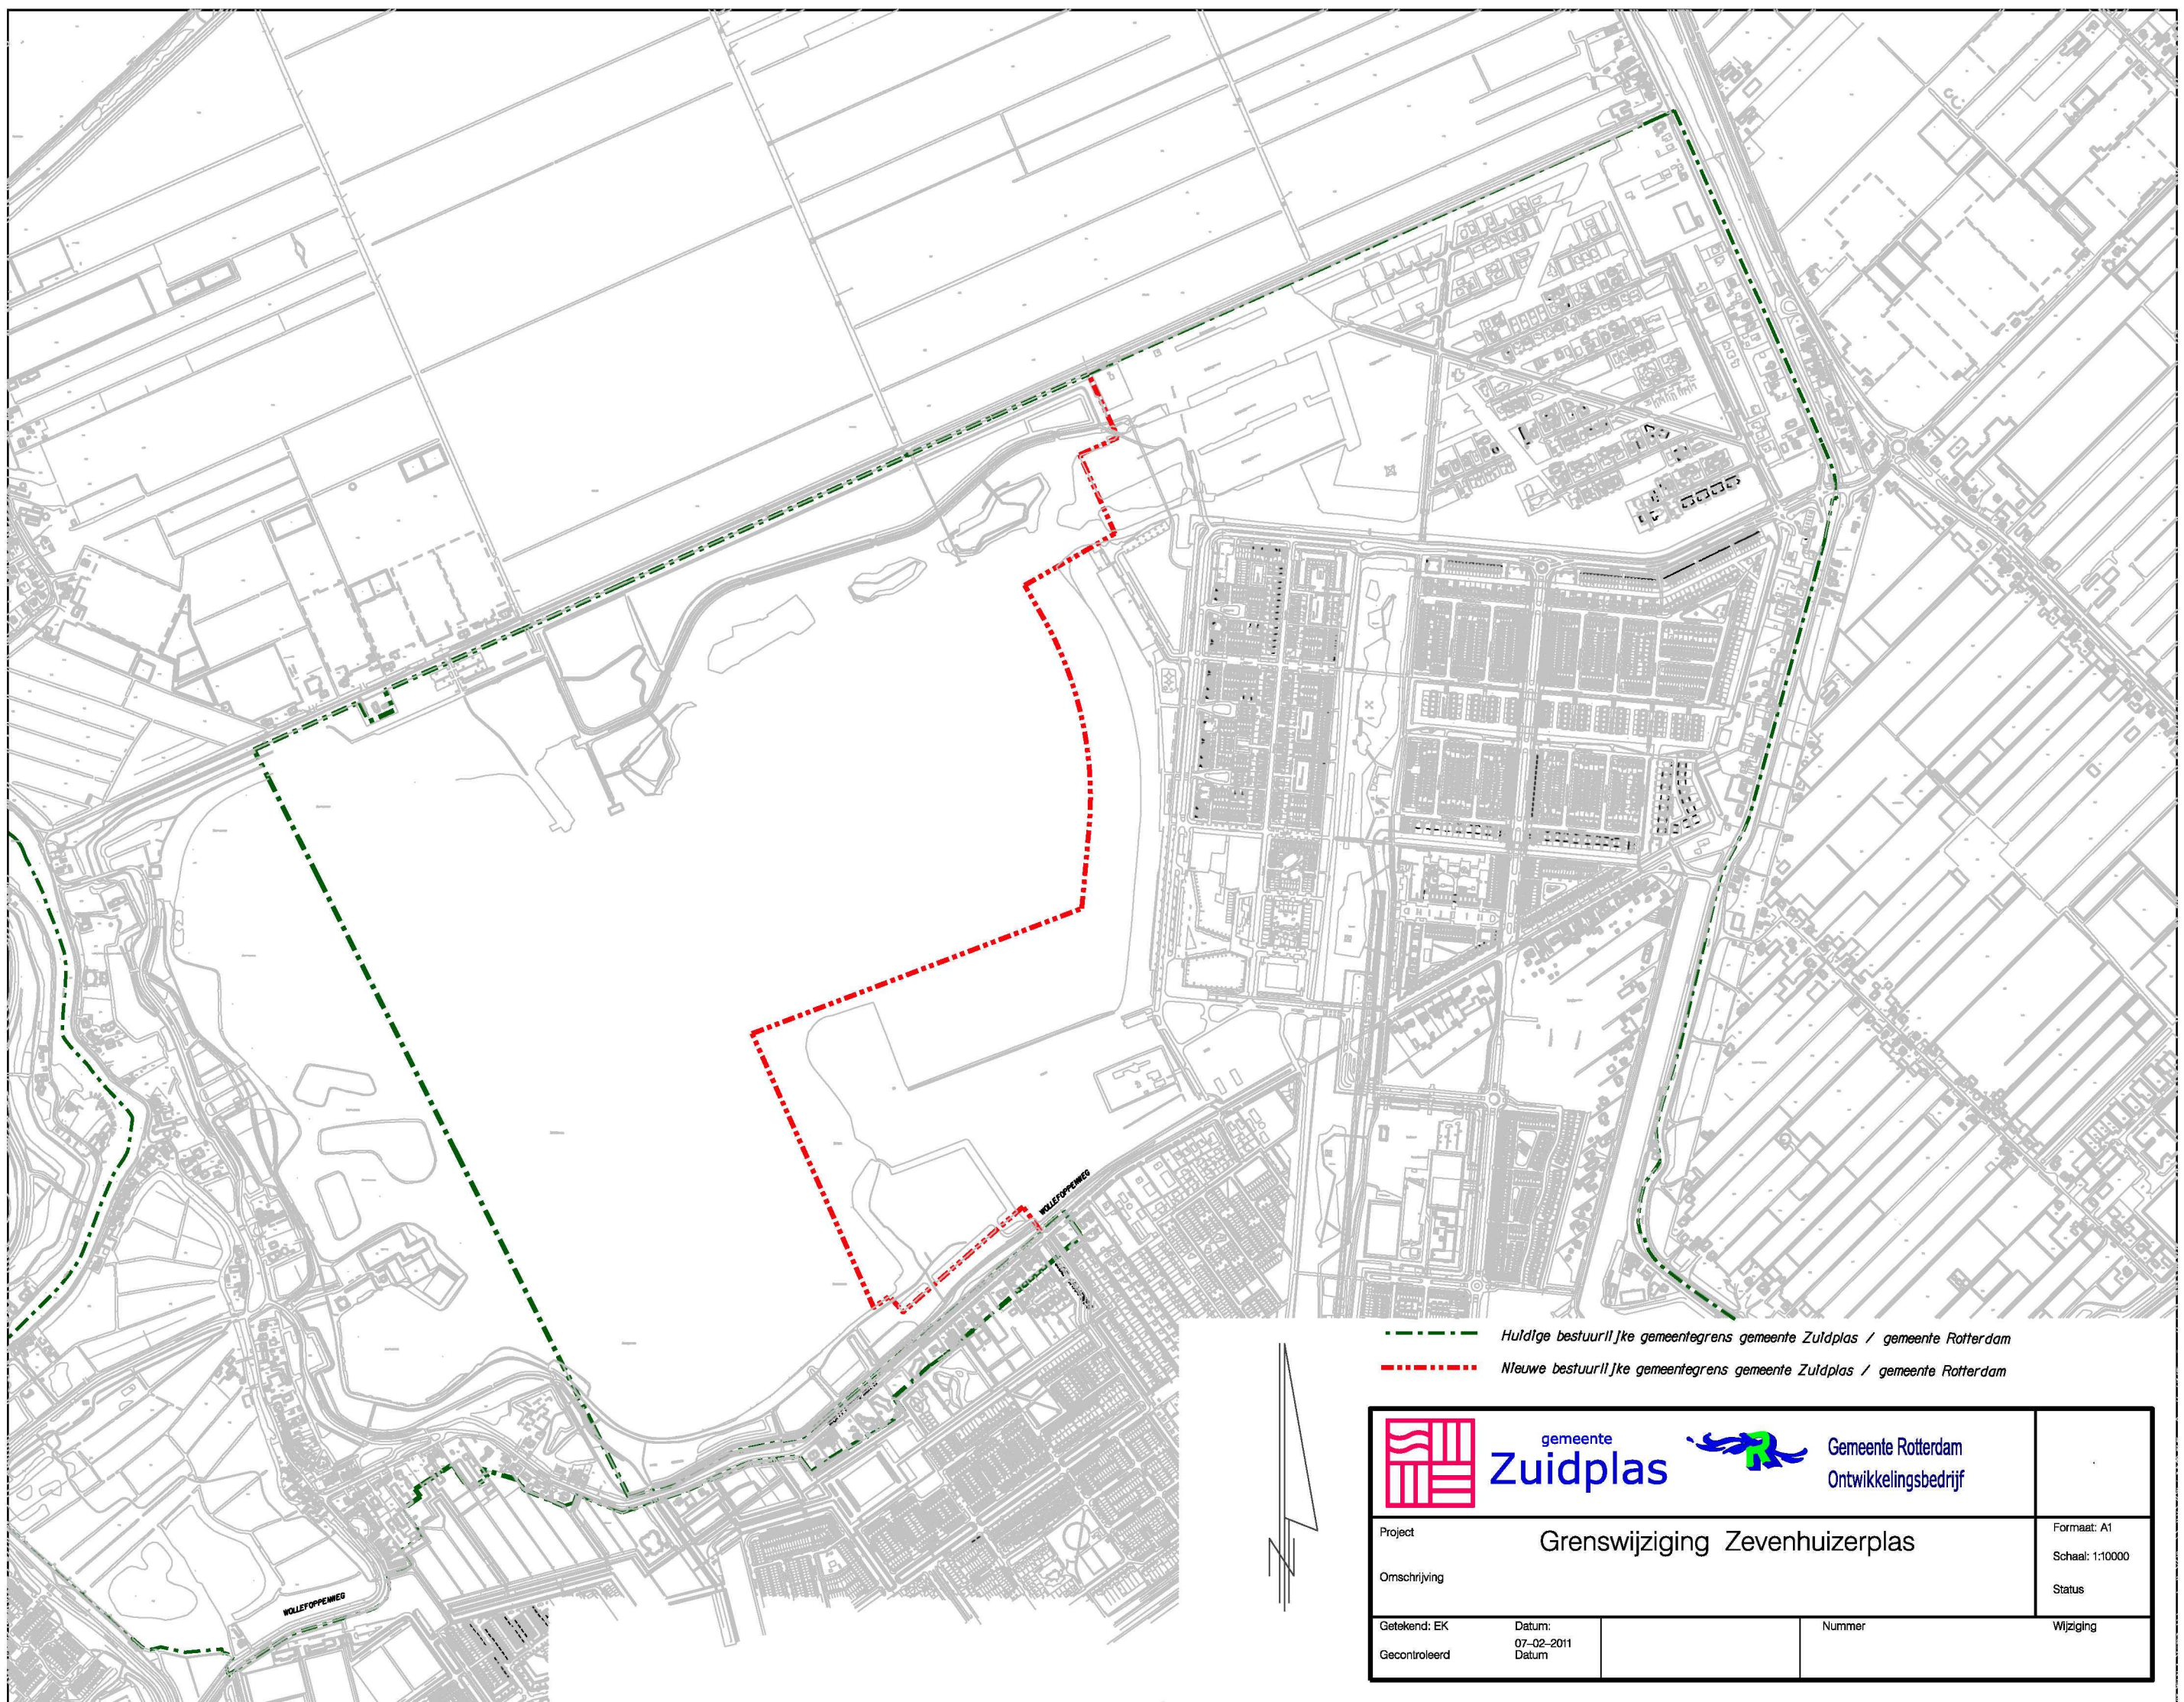 WOLLEFOPPENWEG
WOLLEFOPPENWEG
Huidige bestuurlijke gemeentegrens gemeente Zuidplas / gemeente Rotterdam
Nieuwe bestuurlijke gemeentegrens gemeente Zuidplas / gemeente Rotterdam
gemeente
Zuidplas
R
Gemeente Rotterdam
Ontwikkelingsbedrijf
Project
Grenswijziging Zevenhuizerplas
Formaat: A1
Schaal: 1:10000
Omschrijving
Status
Getekend: EK
Datum:
07-02-2011
Nummer
Wijziging
Gecontroleerd
Datum
N